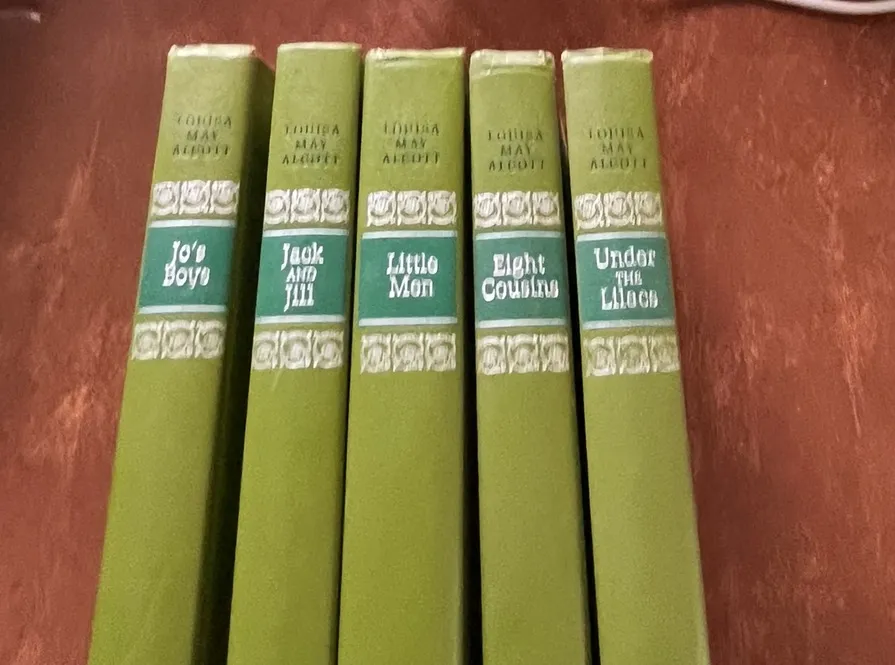 LOUISA
MAY
ALCOTT
Jo's
Boys
LOUISA
MAY
ALCOTT
Jack
AND
Jill
LOUISA
MAY
ALCOTT
Little
Men
LOUISA
MAY
ALCOTT
Eight
Cousins
LOUISA
MAY
ALCOTT
Under
THE
Lilacs